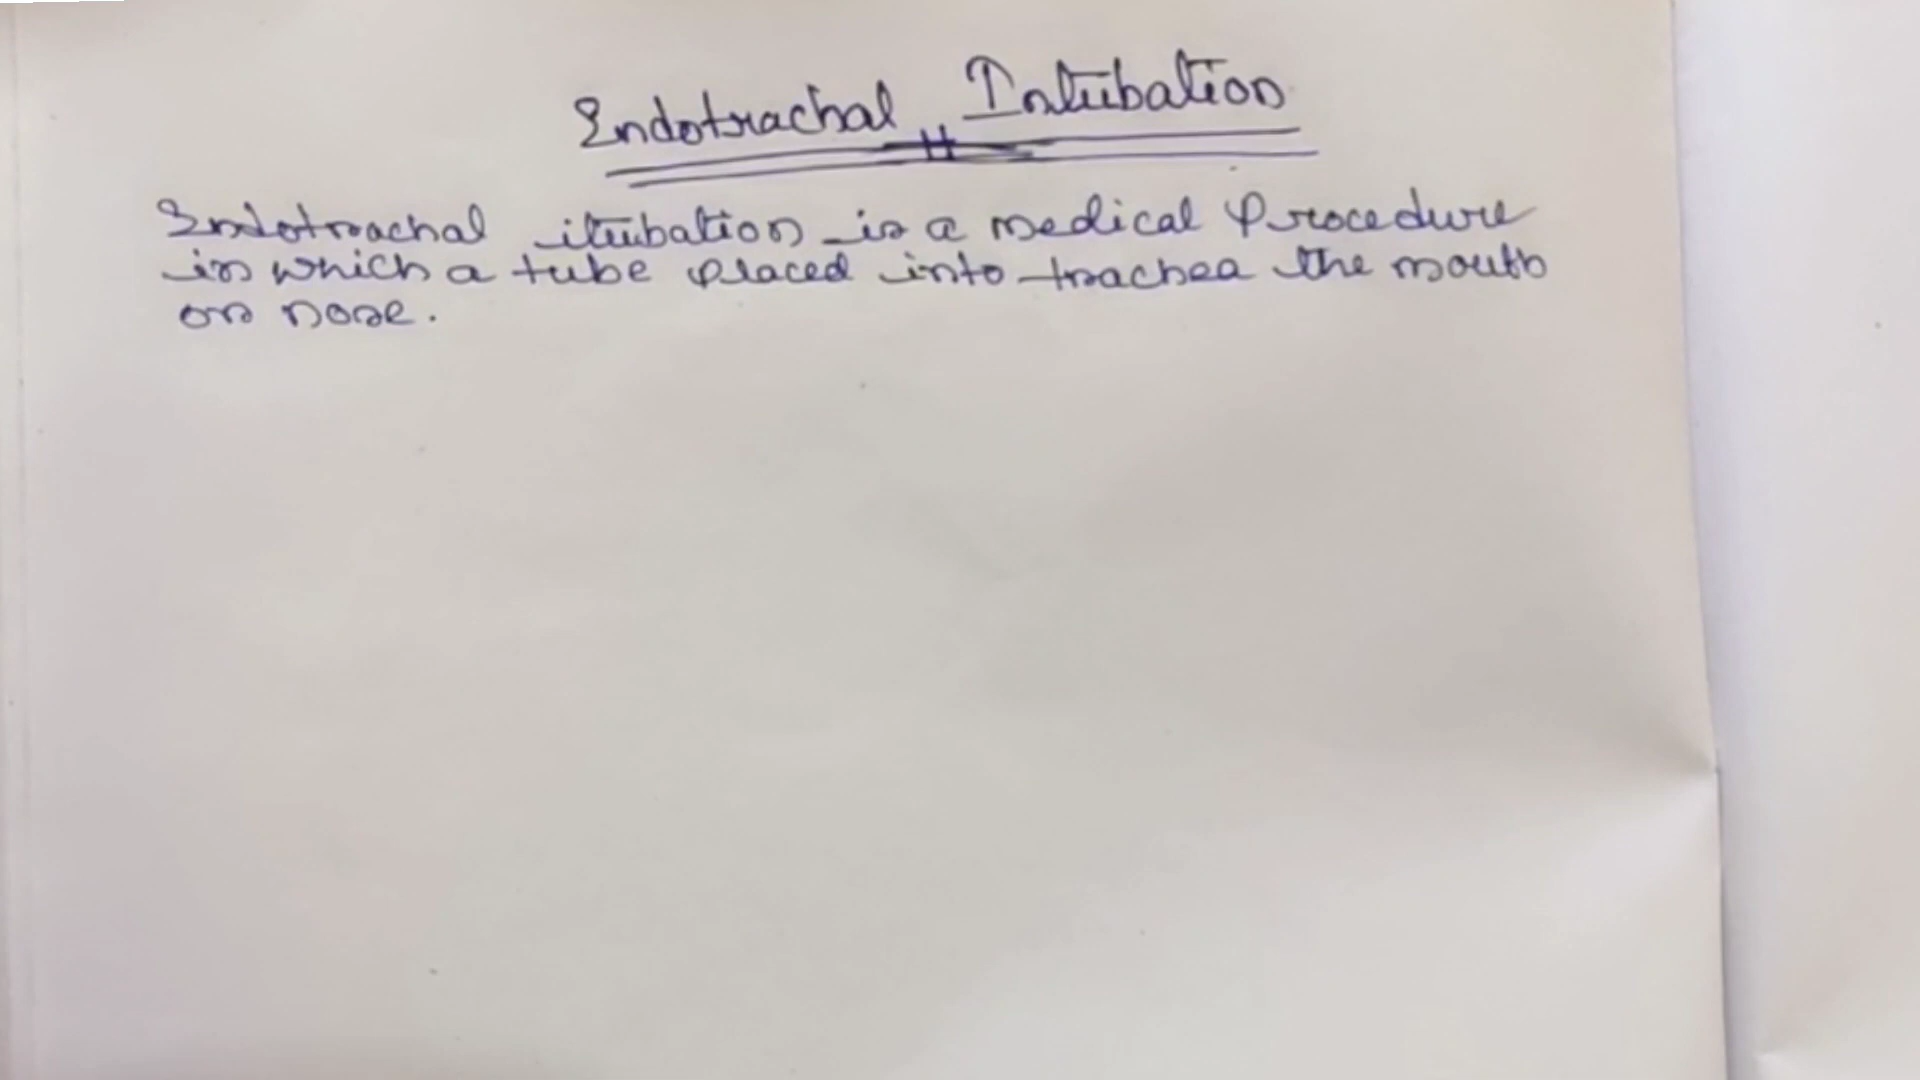 Endotrachal Intubation
Endotrachal itubation is a medical Procedure
in which a tube placed into trachea the mouth
or nose.